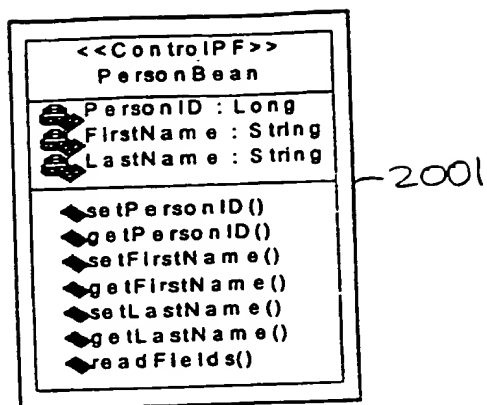 <<ControlPF>>
PersonBean
PersonID : Long
FirstName : String
LastName : String
setPersonID()
getPersonID()
setFirstName()
getFirstName()
setLastName()
getLastName()
readFields()
2001